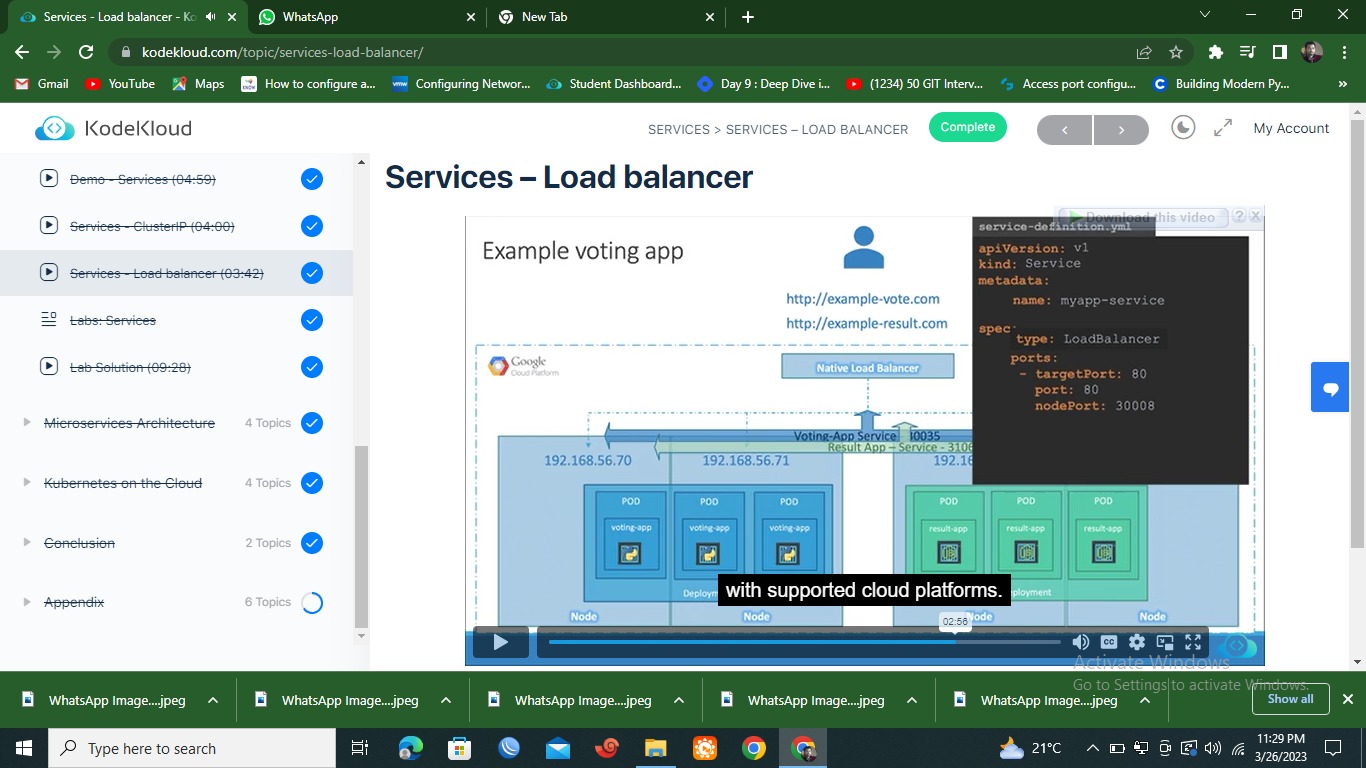 Services - Load balancer - Ko
WhatsApp
New Tab
kodekloud.com/topic/services-load-balancer/
Gmail
YouTube
Maps
How to configure a...
Configuring Networ...
Student Dashboard...
Day 9 : Deep Dive i...
(1234) 50 GIT Interv...
Access port configu...
Building Modern Py...
»
KodeKloud
SERVICES > SERVICES – LOAD BALANCER
Complete
My Account
Demo - Services (04:59)
Services - ClusterIP (04:00)
Services - Load balancer (03:42)
Labs: Services
Lab Solution (09:28)
Microservices Architecture 4 Topics
Kubernetes on the Cloud 4 Topics
Conclusion 2 Topics
Appendix 6 Topics
Services – Load balancer
Download this video ? X
Example voting app
http://example-vote.com
http://example-result.com
Google
Cloud Platform
Native Load Balancer
service-definition.yml
apiVersion: v1
kind: Service
metadata:
name: myapp-service
spec:
type: LoadBalancer
ports:
- targetPort: 80
port: 80
nodePort: 30008
Voting-App Service
Result App – Service - 3106
192.168.56.70
192.168.56.71
192.16
POD POD POD
voting-app voting-app voting-app
POD POD POD
result-app result-app result-app
Deploym
ployment
with supported cloud platforms.
Node
Node
Node
Node
02:56
CC
Activate Windows
Go to Settings to activate Windows.
WhatsApp Image....jpeg
WhatsApp Image....jpeg
WhatsApp Image....jpeg
WhatsApp Image....jpeg
WhatsApp Image....jpeg
Show all
Type here to search
21°C
11:29 PM
3/26/2023